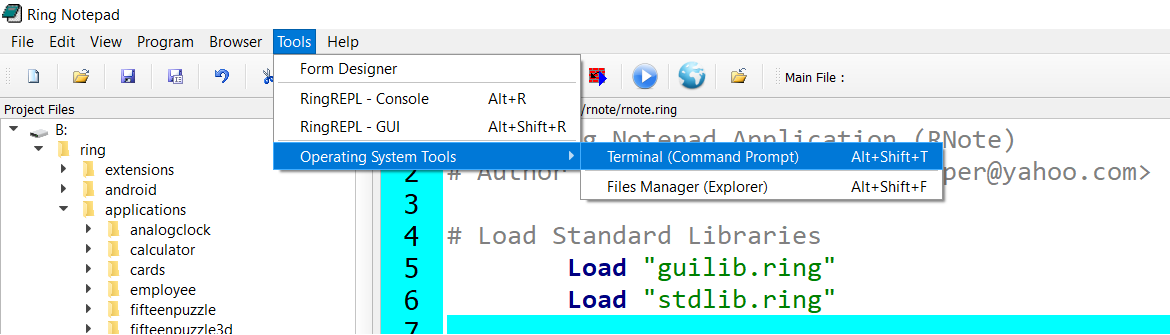 Ring Notepad
File Edit View Program Browser Tools Help
Main File :
Form Designer
RingREPL - Console Alt+R
RingREPL - GUI Alt+Shift+R
Operating System Tools
Terminal (Command Prompt) Alt+Shift+T
Files Manager (Explorer) Alt+Shift+F
Project Files
B:
ring
extensions
android
applications
analogclock
calculator
cards
employee
fifteenpuzzle
fifteenpuzzle3d
/rnote/rnote.ring
g Notepad Application (RNote)
2 # Author per@yahoo.com>
3
4 # Load Standard Libraries
5 Load "guilib.ring"
6 Load "stdlib.ring"
7